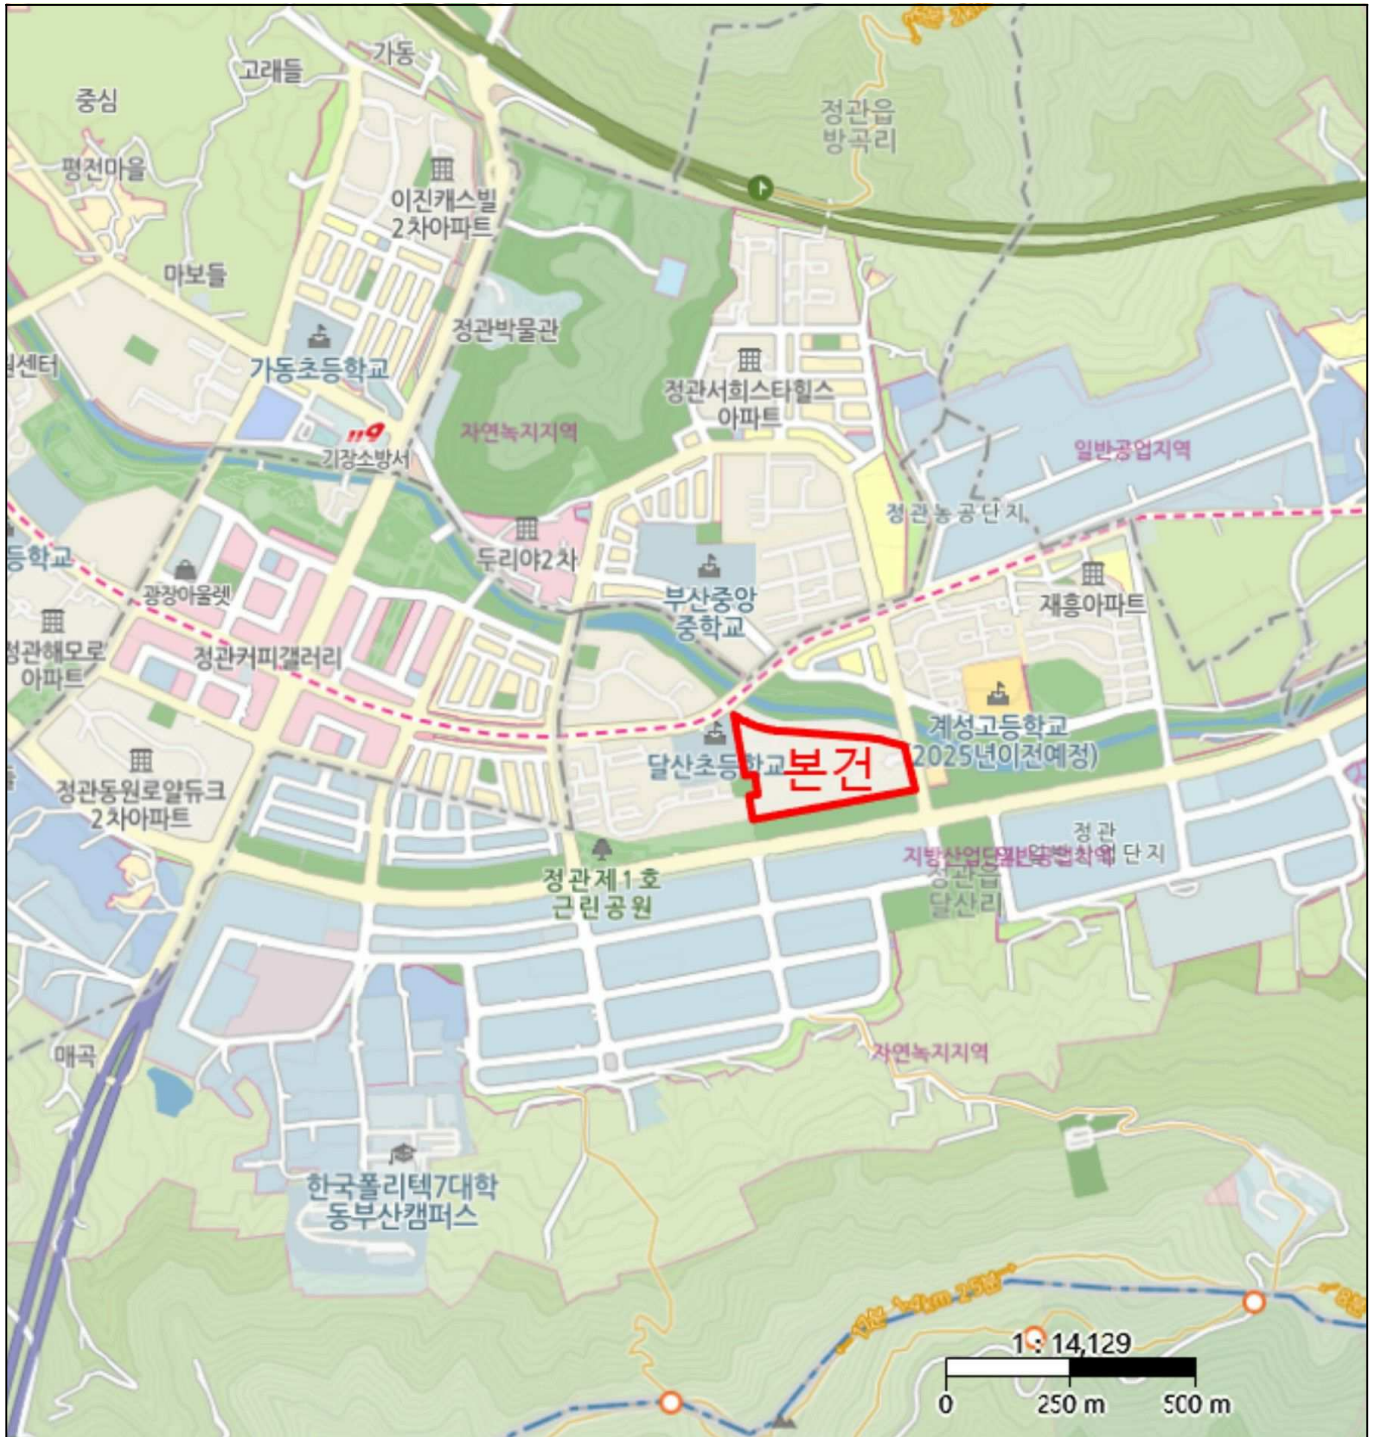 가동
고래들
중심
정관읍
방곡리
평전마을
이진캐스빌
2차아파트
마보들
정관박물관
가동초등학교
정관서희스타힐스
아파트
119
기장소방서
자연녹지지역
일반공업지역
정관농공단지
두리야2차
등학교
광장아울렛
부산중앙
중학교
재흥아파트
정관해모로
아파트
정관커피갤러리
달산초등학교
본건
계성고등학교
(2025년이전예정)
정관동원로얄듀크
2차아파트
정관제1호
근린공원
정관
정관읍
달산리
매곡
자연녹지지역
한국폴리텍7대학
동부산캠퍼스
1 : 14,129
0 250 m 500 m